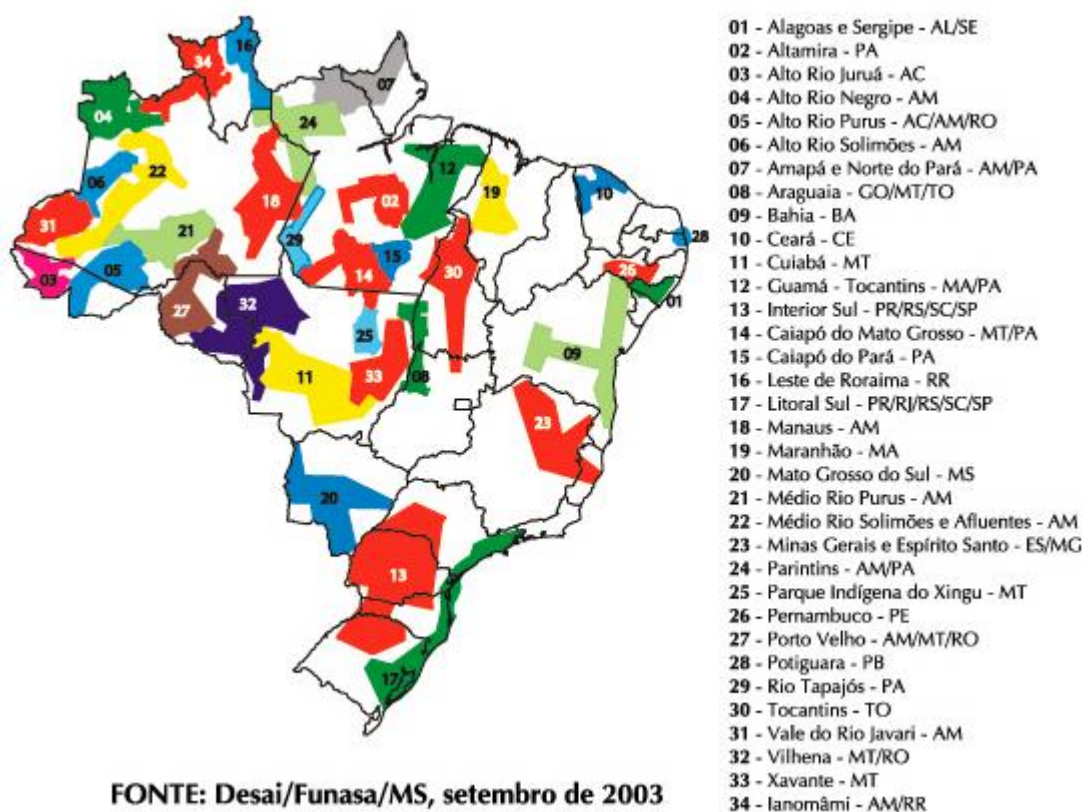 01 - Alagoas e Sergipe - AL/SE
02 - Altamira - PA
03 - Alto Rio Juruá - AC
04 - Alto Rio Negro - AM
05 - Alto Rio Purus - AC/AM/RO
06 - Alto Rio Solimões - AM
07 - Amapá e Norte do Pará - AM/PA
08 - Araguaia - GO/MT/TO
09 - Bahia - BA
10 - Ceará - CE
11 - Cuiabá - MT
12 - Guamá - Tocantins - MA/PA
13 - Interior Sul - PR/RS/SC/SP
14 - Caiapó do Mato Grosso - MT/PA
15 - Caiapó do Pará - PA
16 - Leste de Roraima - RR
17 - Litoral Sul - PR/RJ/RS/SC/SP
18 - Manaus - AM
19 - Maranhão - MA
20 - Mato Grosso do Sul - MS
21 - Médio Rio Purus - AM
22 - Médio Rio Solimões e Afluentes - AM
23 - Minas Gerais e Espírito Santo - ES/MG
24 - Parintins - AM/PA
25 - Parque Indígena do Xingu - MT
26 - Pernambuco - PE
27 - Porto Velho - AM/MT/RO
28 - Potiguara - PB
29 - Rio Tapajós - PA
30 - Tocantins - TO
31 - Vale do Rio Javari - AM
32 - Vilhena - MT/RO
33 - Xavante - MT
34 - Ianomâmi - AM/RR
34
16
07
04
24
22
12
06
19
10
18
02
31
28
21
29
15
03
05
14
30
26
01
27
32
25
09
11
33
08
23
20
13
17
FONTE: Desai/Funasa/MS, setembro de 2003